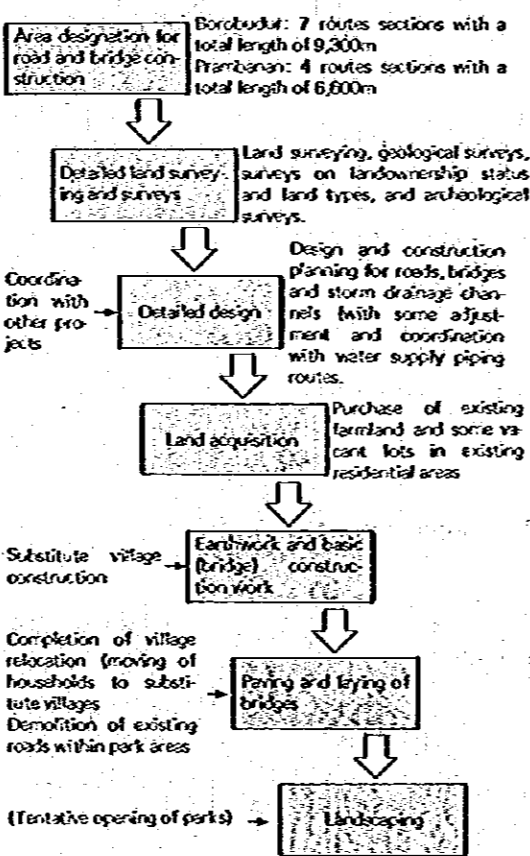 Area designation for
road and bridge con-
struction
Borobudur: 7 routes sections with a
total length of 9,300m
Prambanan: 4 routes sections with a
total length of 6,600m
Detailed land survey-
ing and surveys
Land surveying, geological surveys,
surveys on landownership status
and land types, and archeological
surveys.
Coordina-
tion with
other pro-
jects
Detailed design
Design and construction
planning for roads, bridges
and storm drainage chan-
nels (with some adjust-
ment and coordination
with water supply piping
routes.
Land acquisition
Purchase of existing
farmland and some va-
cant lots in existing
residential areas
Substitute village
construction
Earthwork and basic
(bridge) construc-
tion work
Completion of village
relocation (moving of
households to substi-
tute villages
Demolition of existing
roads within park areas
Paving and laying of
bridges
(Tentative opening of parks)
Landscaping